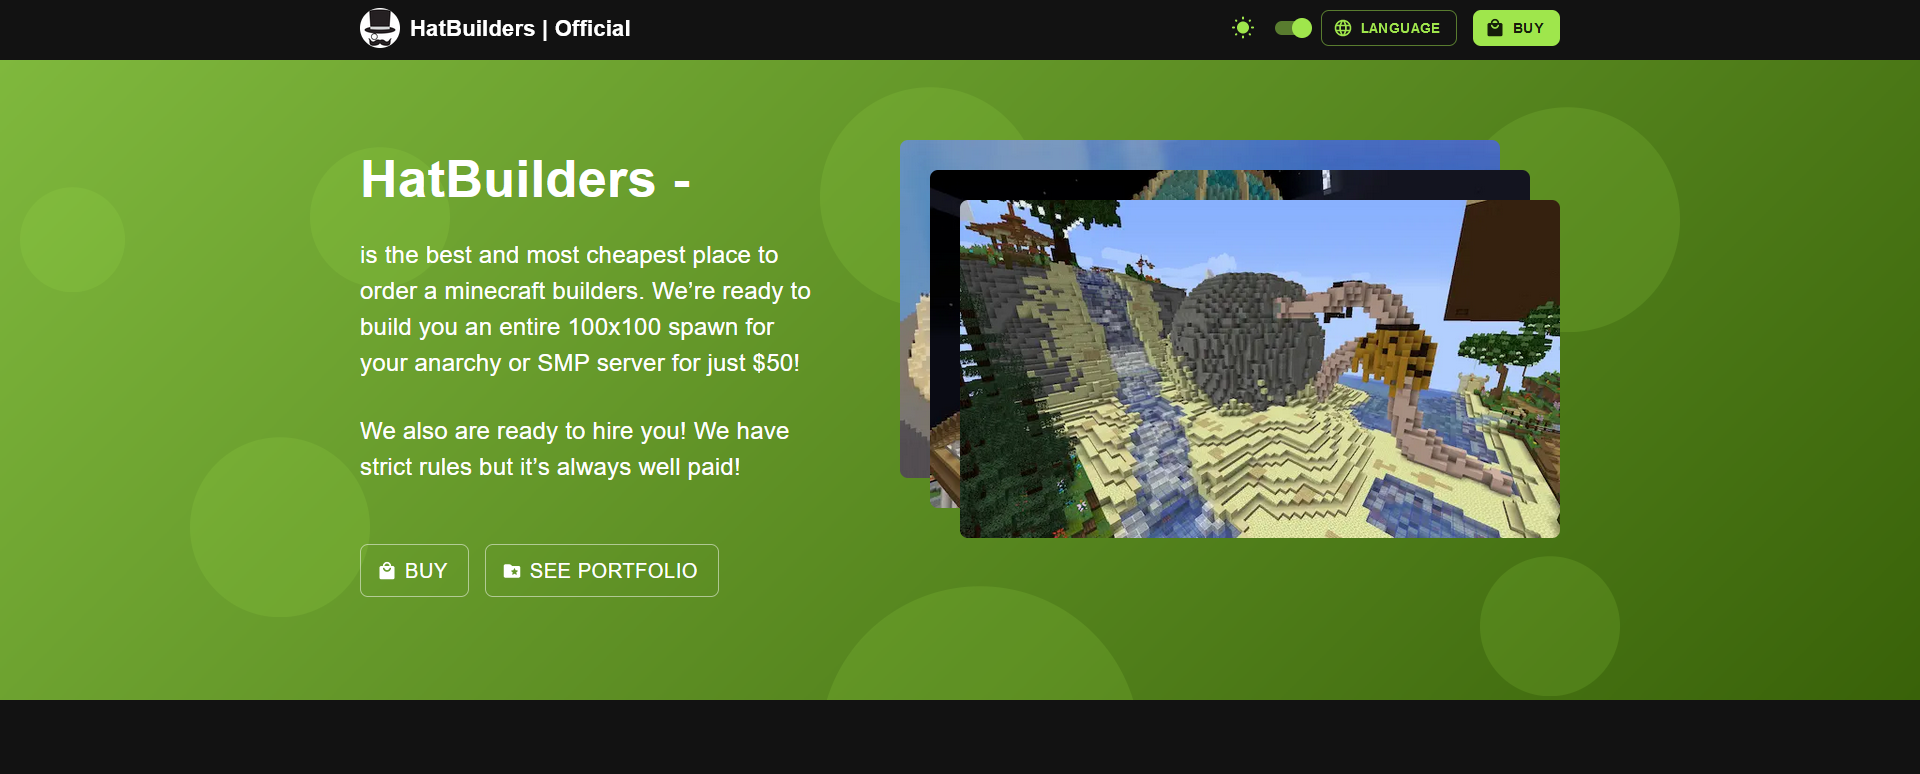 HatBuilders | Official
LANGUAGE
BUY
HatBuilders -
is the best and most cheapest place to
order a minecraft builders. We’re ready to
build you an entire 100x100 spawn for
your anarchy or SMP server for just $50!
We also are ready to hire you! We have
strict rules but it’s always well paid!
BUY
SEE PORTFOLIO